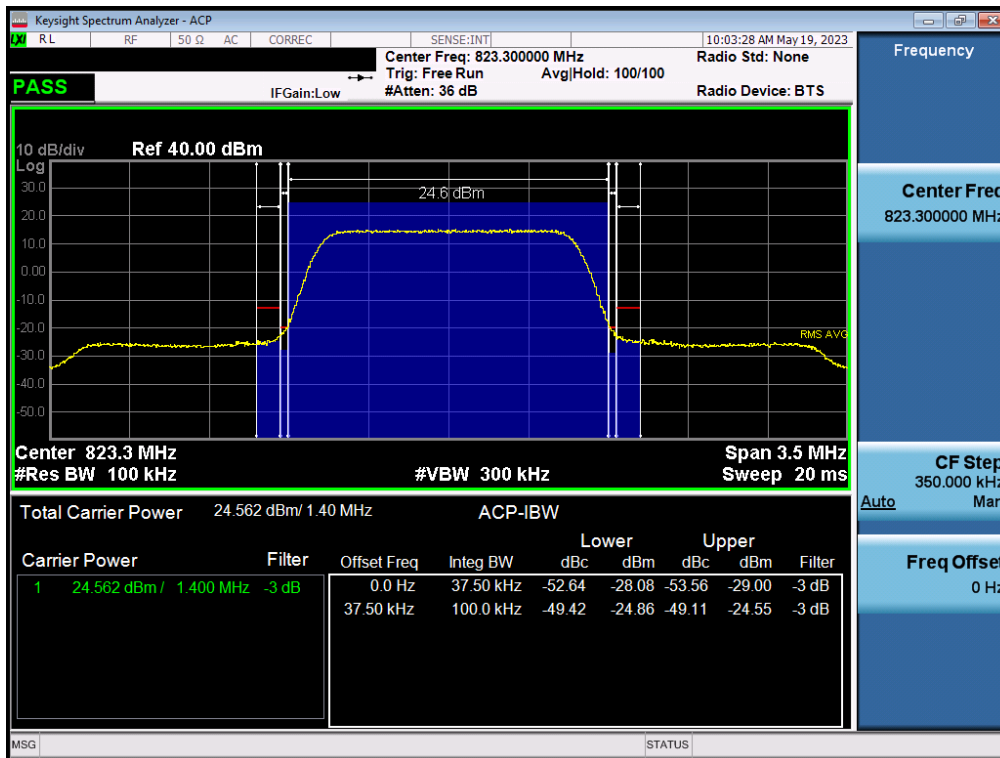 Keysight Spectrum Analyzer - ACP
LXI RL RF 50 Ω AC CORREC SENSE:INT 10:03:28 AM May 19, 2023
Center Freq: 823.300000 MHz Radio Std: None
Trig: Free Run Avg|Hold: 100/100
PASS IFGain:Low #Atten: 36 dB Radio Device: BTS
10 dB/div Ref 40.00 dBm
Log
30.0
24.6 dBm
20.0
10.0
0.00
-10.0
-20.0
RMS AVG
-30.0
-40.0
-50.0
Center 823.3 MHz Span 3.5 MHz
#Res BW 100 kHz #VBW 300 kHz Sweep 20 ms
Total Carrier Power 24.562 dBm/ 1.40 MHz ACP-IBW
Lower Upper
Carrier Power Filter Offset Freq Integ BW dBc dBm dBc dBm Filter
1 24.562 dBm / 1.400 MHz -3 dB 0.0 Hz 37.50 kHz -52.64 -28.08 -53.56 -29.00 -3 dB
37.50 kHz 100.0 kHz -49.42 -24.86 -49.11 -24.55 -3 dB
MSG STATUS
Frequency
Center Freq
823.300000 MHz
CF Step
350.000 kHz
Auto Man
Freq Offset
0 Hz